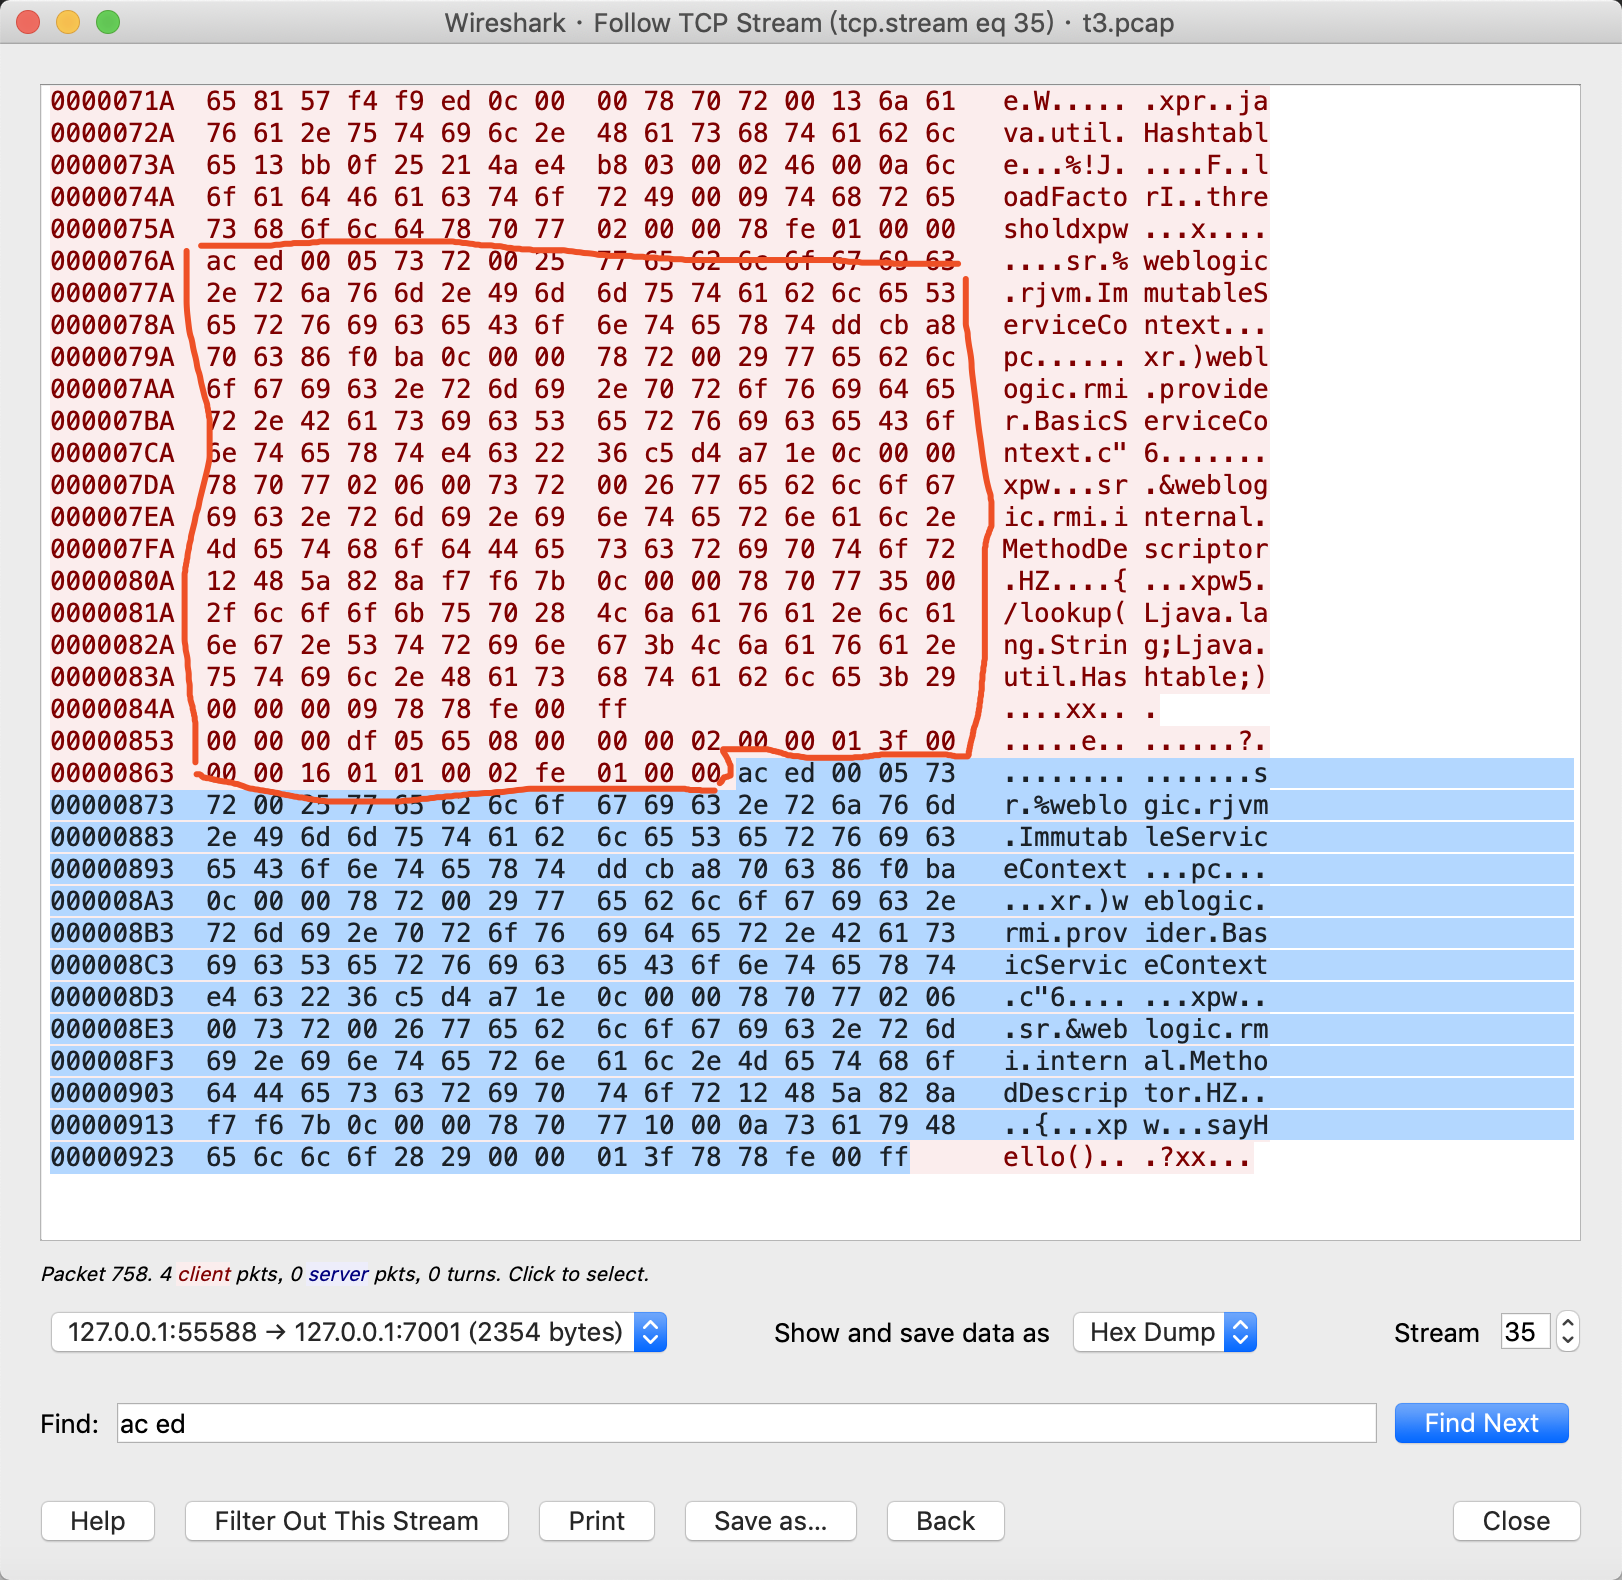 Wireshark · Follow TCP Stream (tcp.stream eq 35) · t3.pcap
0000071A 65 81 57 f4 f9 ed 0c 00 00 78 70 72 00 13 6a 61 e.W..... .xpr..ja
0000072A 76 61 2e 75 74 69 6c 2e 48 61 73 68 74 61 62 6c va.util. Hashtabl
0000073A 65 13 bb 0f 25 21 4a e4 b8 03 00 02 46 00 0a 6c e...%!J. ....F..l
0000074A 6f 61 64 46 61 63 74 6f 72 49 00 09 74 68 72 65 oadFacto rI..thre
0000075A 73 68 6f 6c 64 78 70 77 02 00 00 78 fe 01 00 00 sholdxpw ...x....
0000076A ac ed 00 05 73 72 00 25 77 65 62 6c 6f 67 69 63 ....sr.% weblogic
0000077A 2e 72 6a 76 6d 2e 49 6d 6d 75 74 61 62 6c 65 53 .rjvm.Im mutableS
0000078A 65 72 76 69 63 65 43 6f 6e 74 65 78 74 dd cb a8 erviceCo ntext...
0000079A 70 63 86 f0 ba 0c 00 00 78 72 00 29 77 65 62 6c pc...... xr.)webl
000007AA 6f 67 69 63 2e 72 6d 69 2e 70 72 6f 76 69 64 65 ogic.rmi .provide
000007BA 72 2e 42 61 73 69 63 53 65 72 76 69 63 65 43 6f r.BasicS erviceCo
000007CA 6e 74 65 78 74 e4 63 22 36 c5 d4 a7 1e 0c 00 00 ntext.c" 6.......
000007DA 78 70 77 02 06 00 73 72 00 26 77 65 62 6c 6f 67 xpw...sr .&weblog
000007EA 69 63 2e 72 6d 69 2e 69 6e 74 65 72 6e 61 6c 2e ic.rmi.i nternal.
000007FA 4d 65 74 68 6f 64 44 65 73 63 72 69 70 74 6f 72 MethodDe scriptor
0000080A 12 48 5a 82 8a f7 f6 7b 0c 00 00 78 70 77 35 00 .HZ....{ ...xpw5.
0000081A 2f 6c 6f 6f 6b 75 70 28 4c 6a 61 76 61 2e 6c 61 /lookup( Ljava.la
0000082A 6e 67 2e 53 74 72 69 6e 67 3b 4c 6a 61 76 61 2e ng.Strin g;Ljava.
0000083A 75 74 69 6c 2e 48 61 73 68 74 61 62 6c 65 3b 29 util.Has htable;)
0000084A 00 00 00 09 78 78 fe 00 ff ....xx.. .
00000853 00 00 00 df 05 65 08 00 00 00 02 00 00 01 3f 00 .....e.. ......?.
00000863 00 00 16 01 01 00 02 fe 01 00 00 ac ed 00 05 73 ........ .......s
00000873 72 00 25 77 65 62 6c 6f 67 69 63 2e 72 6a 76 6d r.%weblo gic.rjvm
00000883 2e 49 6d 6d 75 74 61 62 6c 65 53 65 72 76 69 63 .Immutab leServic
00000893 65 43 6f 6e 74 65 78 74 dd cb a8 70 63 86 f0 ba eContext ...pc...
000008A3 0c 00 00 78 72 00 29 77 65 62 6c 6f 67 69 63 2e ...xr.)w eblogic.
000008B3 72 6d 69 2e 70 72 6f 76 69 64 65 72 2e 42 61 73 rmi.prov ider.Bas
000008C3 69 63 53 65 72 76 69 63 65 43 6f 6e 74 65 78 74 icServic eContext
000008D3 e4 63 22 36 c5 d4 a7 1e 0c 00 00 78 70 77 02 06 .c"6.... ...xpw..
000008E3 00 73 72 00 26 77 65 62 6c 6f 67 69 63 2e 72 6d .sr.&web logic.rm
000008F3 69 2e 69 6e 74 65 72 6e 61 6c 2e 4d 65 74 68 6f i.intern al.Metho
00000903 64 44 65 73 63 72 69 70 74 6f 72 12 48 5a 82 8a dDescrip tor.HZ..
00000913 f7 f6 7b 0c 00 00 78 70 77 10 00 0a 73 61 79 48 ..{...xp w...sayH
00000923 65 6c 6c 6f 28 29 00 00 01 3f 78 78 fe 00 ff ello().. .?xx...
Packet 758. 4 client pkts, 0 server pkts, 0 turns. Click to select.
127.0.0.1:55588 → 127.0.0.1:7001 (2354 bytes) Show and save data as Hex Dump Stream 35
Find: ac ed Find Next
Help Filter Out This Stream Print Save as... Back Close